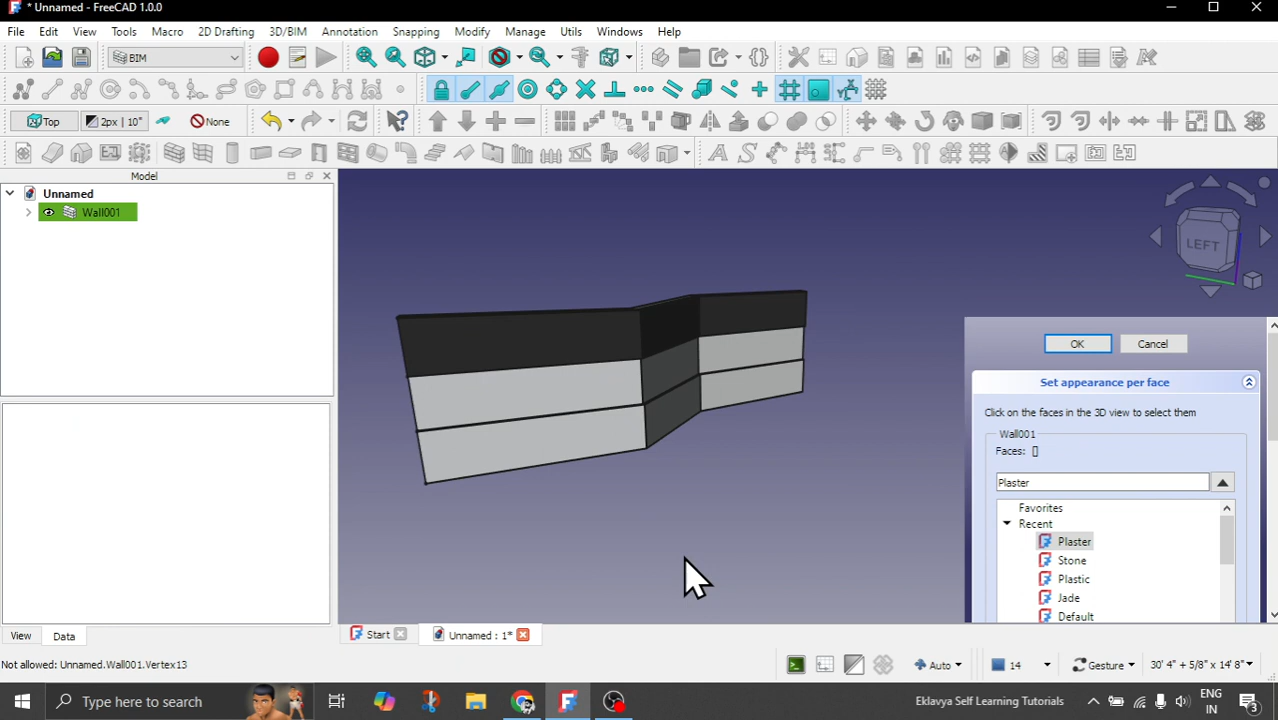 * Unnamed - FreeCAD 1.0.0
File Edit View Tools Macro 2D Drafting 3D/BIM Annotation Snapping Modify Manage Utils Windows Help
BIM
Top 2px | 10" None
Model
Unnamed
Wall001
LEFT
OK Cancel
Set appearance per face
Click on the faces in the 3D view to select them
Wall001
Faces: []
Plaster
Favorites
Recent
Plaster
Stone
Plastic
Jade
Default
View Data
Start Unnamed : 1*
Not allowed: Unnamed.Wall001.Vertex13
Auto 14 Gesture 30' 4" + 5/8" x 14' 8"
Type here to search
Eklavya Self Learning Tutorials
ENG
IN
3